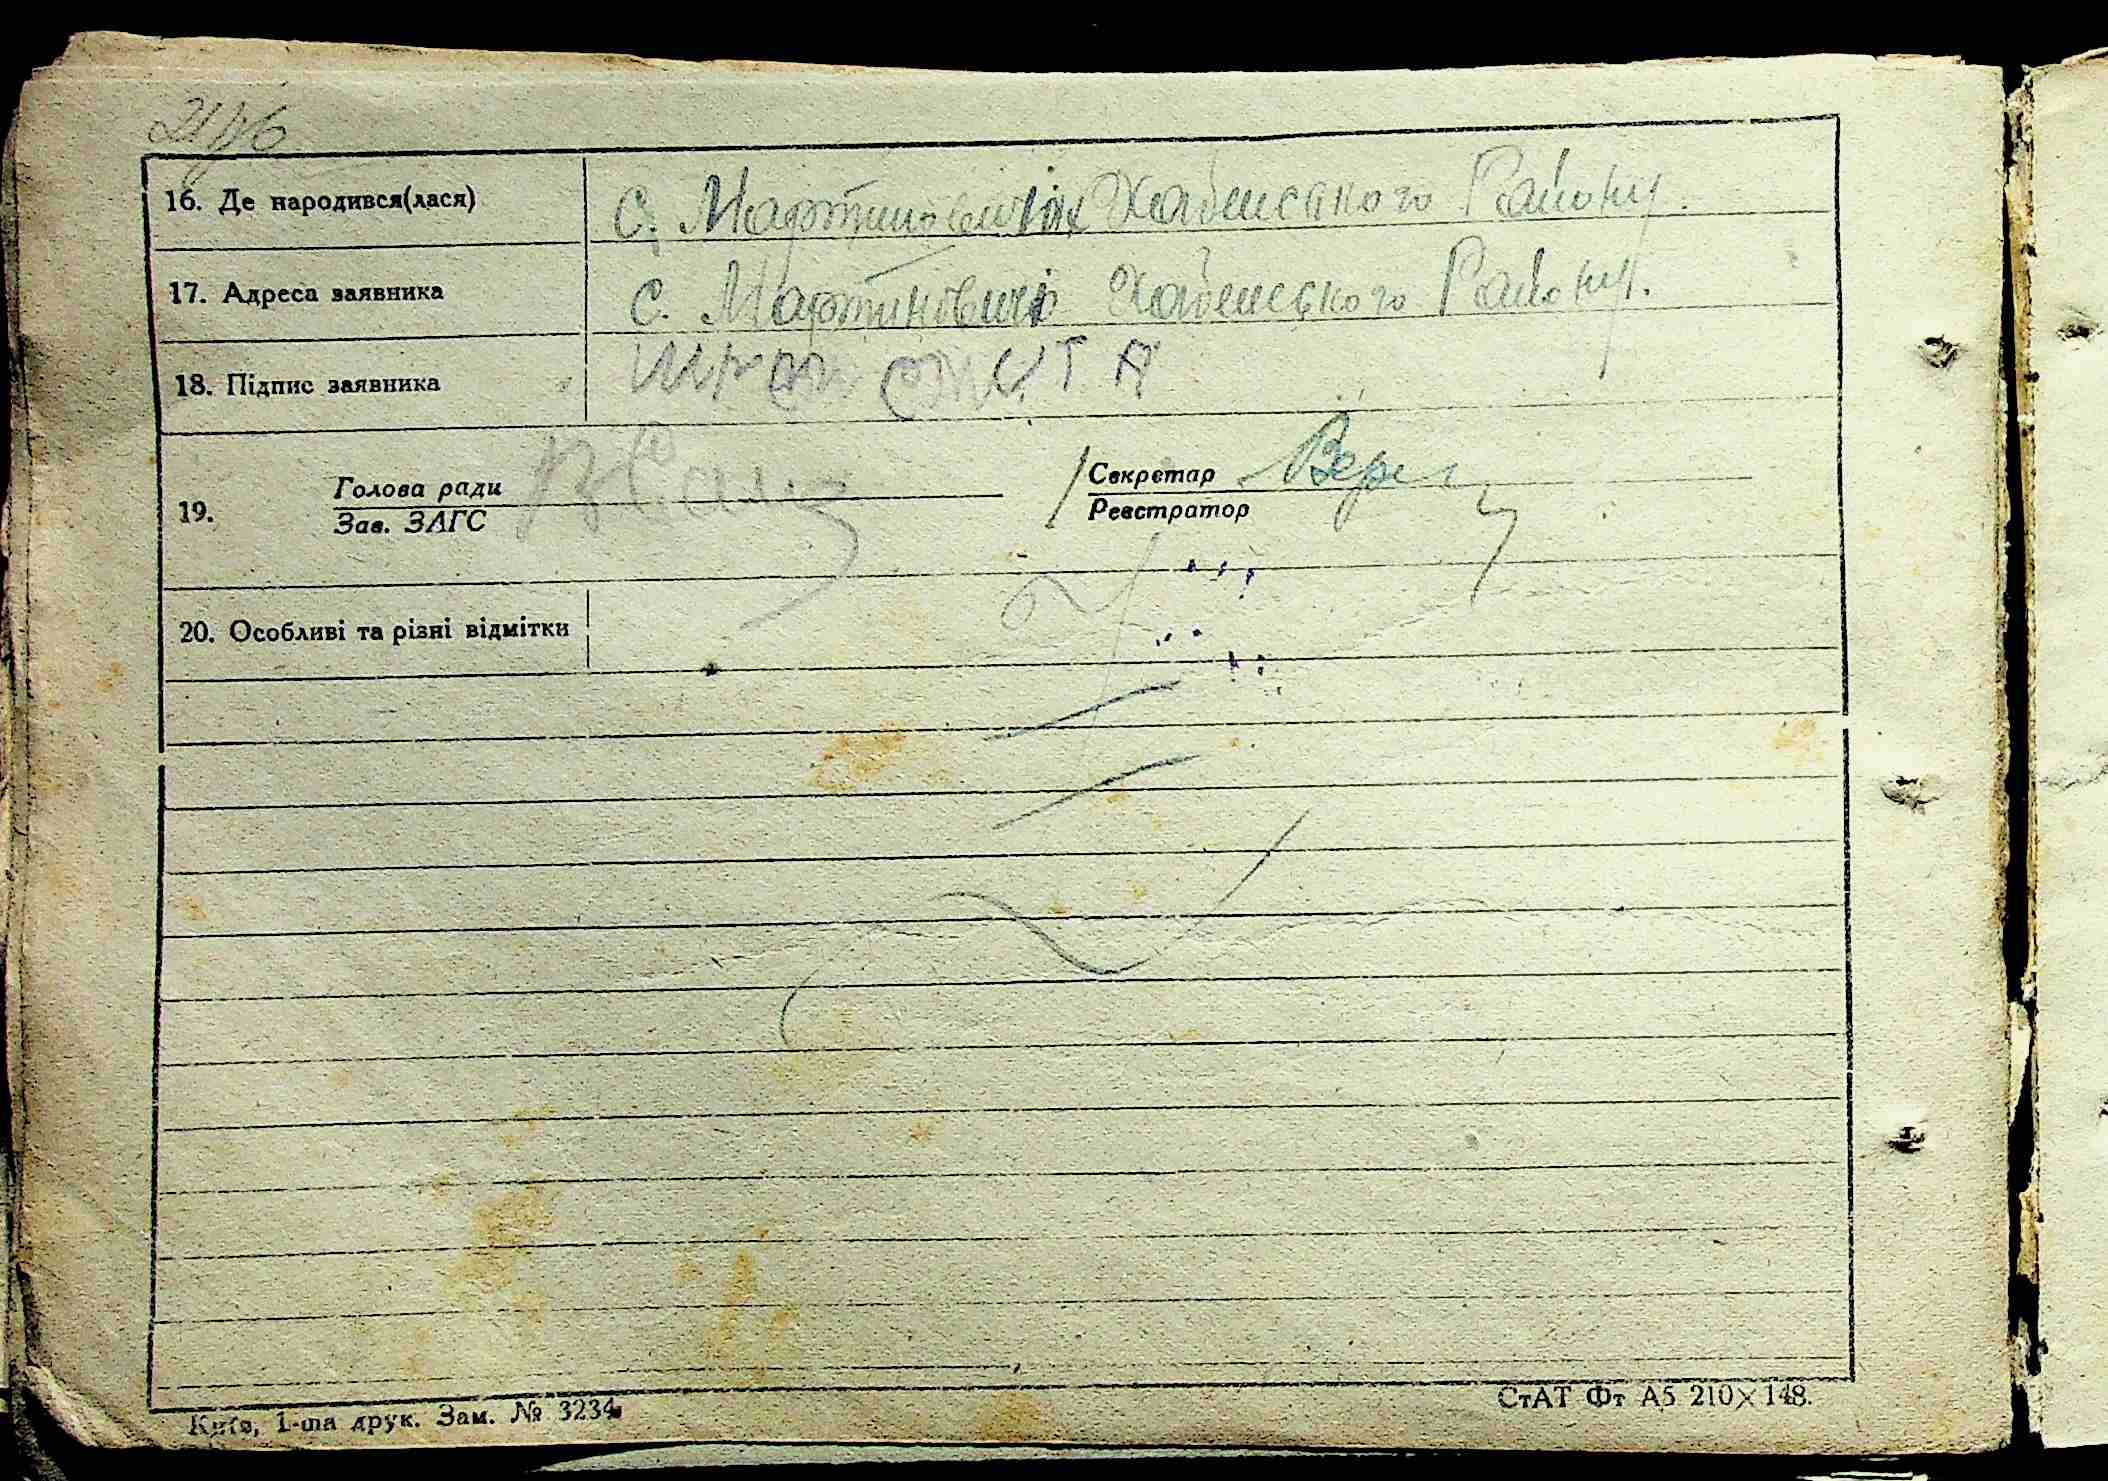 16. Де народився(лася) с. Мартиновичі Хабенського Району.
17. Адреса заявника с. Мартиновичі Хабенського Району.
18. Підпис заявника
19. Голова ради
Зав. ЗАГС
Секретар
Реєстратор
20. Особливі та різні відмітки
Київ, 1-ша друк. Зам. № 3234.
СтАТ Фт А5 210×148.